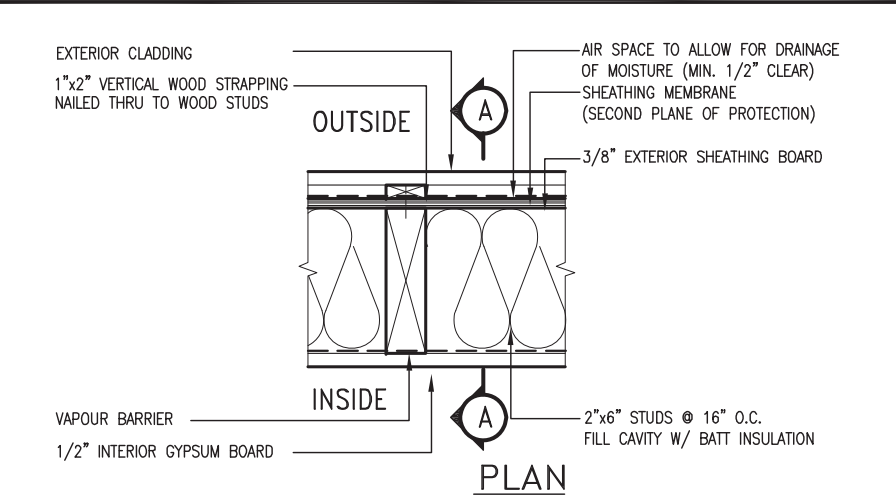 EXTERIOR CLADDING
1"x2" VERTICAL WOOD STRAPPING
NAILED THRU TO WOOD STUDS
OUTSIDE
A
AIR SPACE TO ALLOW FOR DRAINAGE
OF MOISTURE (MIN. 1/2" CLEAR)
SHEATHING MEMBRANE
(SECOND PLANE OF PROTECTION)
3/8" EXTERIOR SHEATHING BOARD
VAPOUR BARRIER
1/2" INTERIOR GYPSUM BOARD
INSIDE
A
2"x6" STUDS @ 16" O.C.
FILL CAVITY W/ BATT INSULATION
PLAN